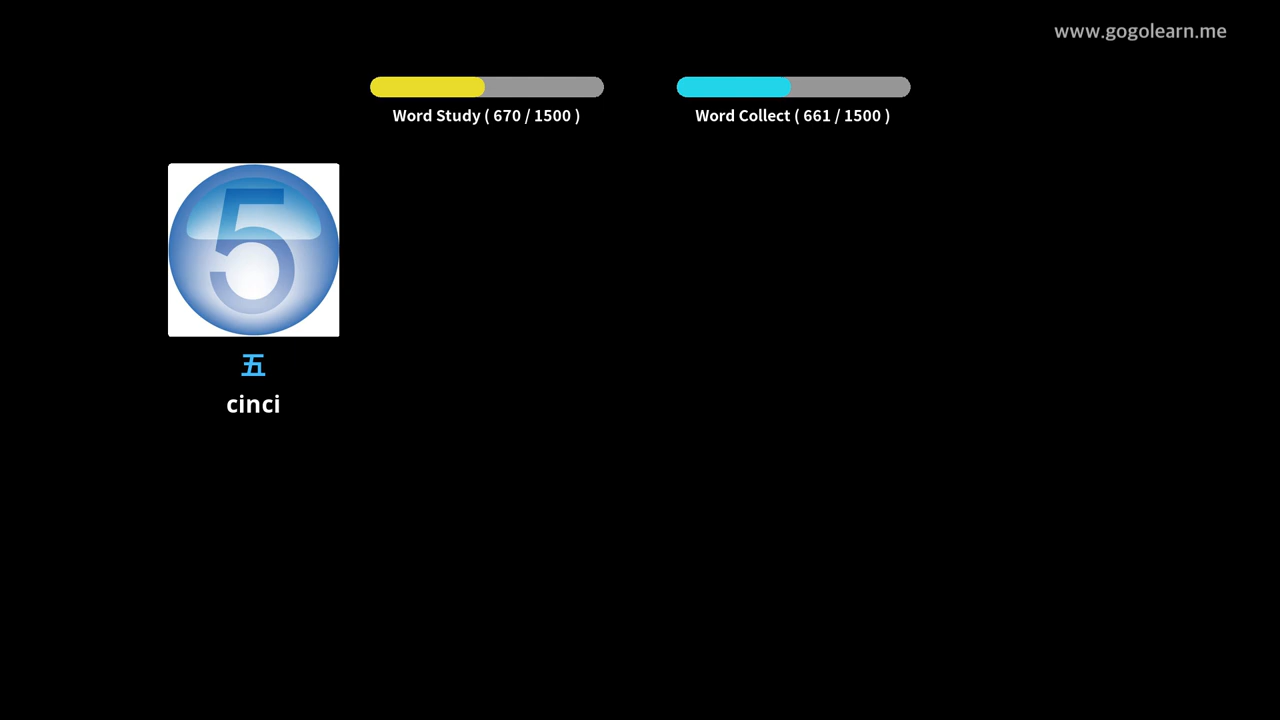 www.gogolearn.me
Word Study ( 670 / 1500 )
Word Collect ( 661 / 1500 )
5
五
cinci